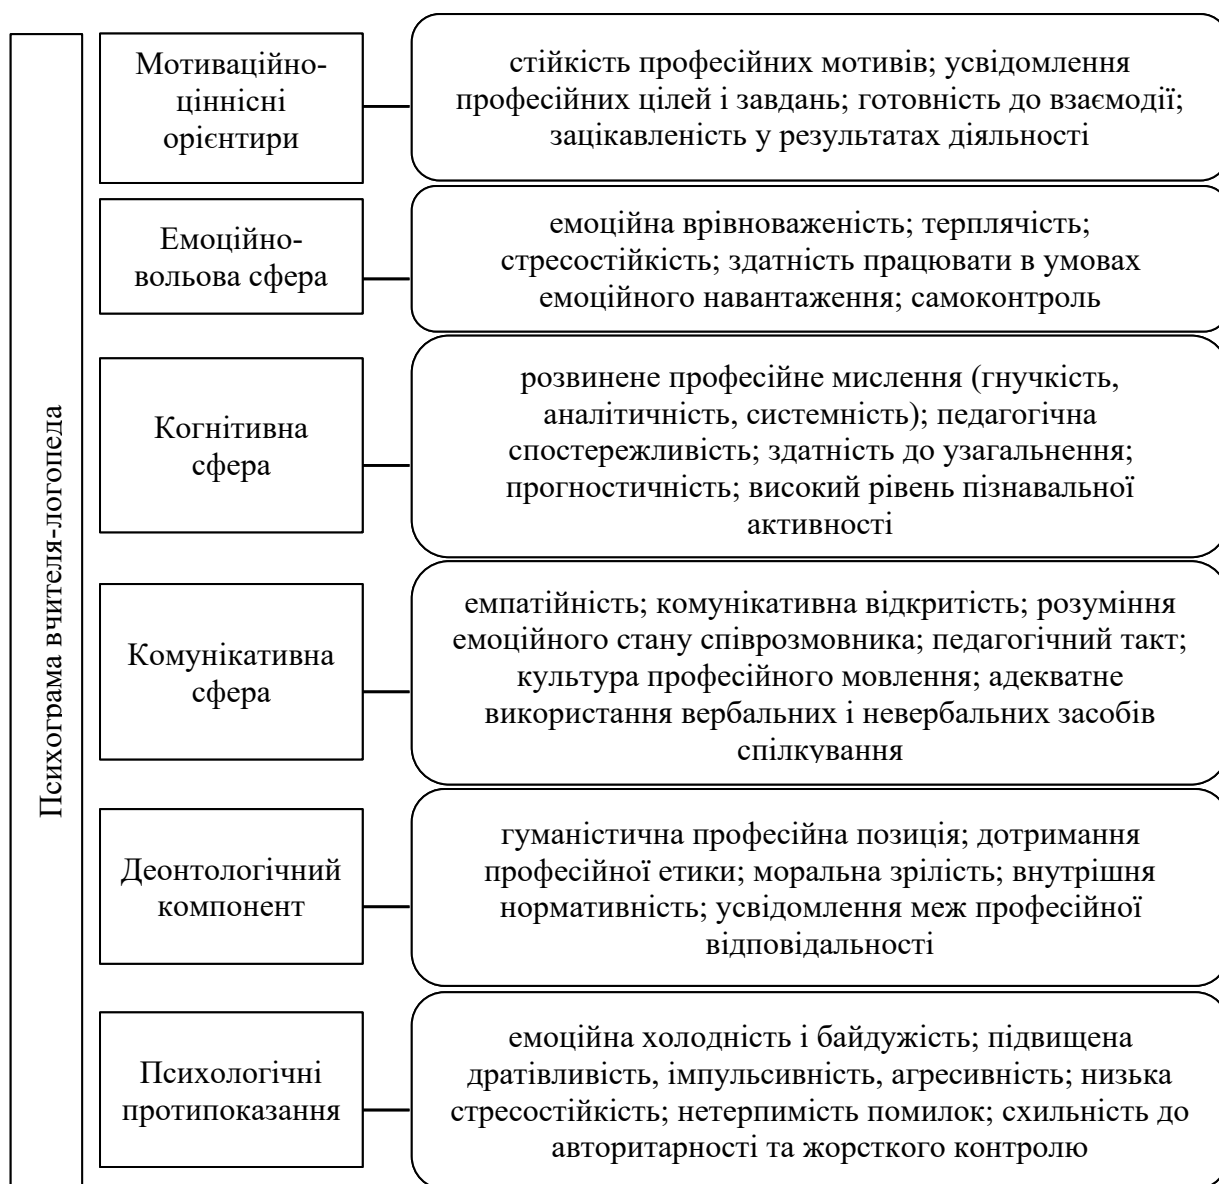 Психограма вчителя-логопеда
Мотиваційно-
ціннісні
орієнтири
стійкість професійних мотивів; усвідомлення
професійних цілей і завдань; готовність до взаємодії;
зацікавленість у результатах діяльності
Емоційно-
вольова сфера
емоційна врівноваженість; терплячість;
стресостійкість; здатність працювати в умовах
емоційного навантаження; самоконтроль
Когнітивна
сфера
розвинене професійне мислення (гнучкість,
аналітичність, системність); педагогічна
спостережливість; здатність до узагальнення;
прогностичність; високий рівень пізнавальної
активності
Комунікативна
сфера
емпатійність; комунікативна відкритість; розуміння
емоційного стану співрозмовника; педагогічний такт;
культура професійного мовлення; адекватне
використання вербальних і невербальних засобів
спілкування
Деонтологічний
компонент
гуманістична професійна позиція; дотримання
професійної етики; моральна зрілість; внутрішня
нормативність; усвідомлення меж професійної
відповідальності
Психологічні
протипоказання
емоційна холодність і байдужість; підвищена
дратівливість, імпульсивність, агресивність; низька
стресостійкість; нетерпимість помилок; схильність до
авторитарності та жорсткого контролю